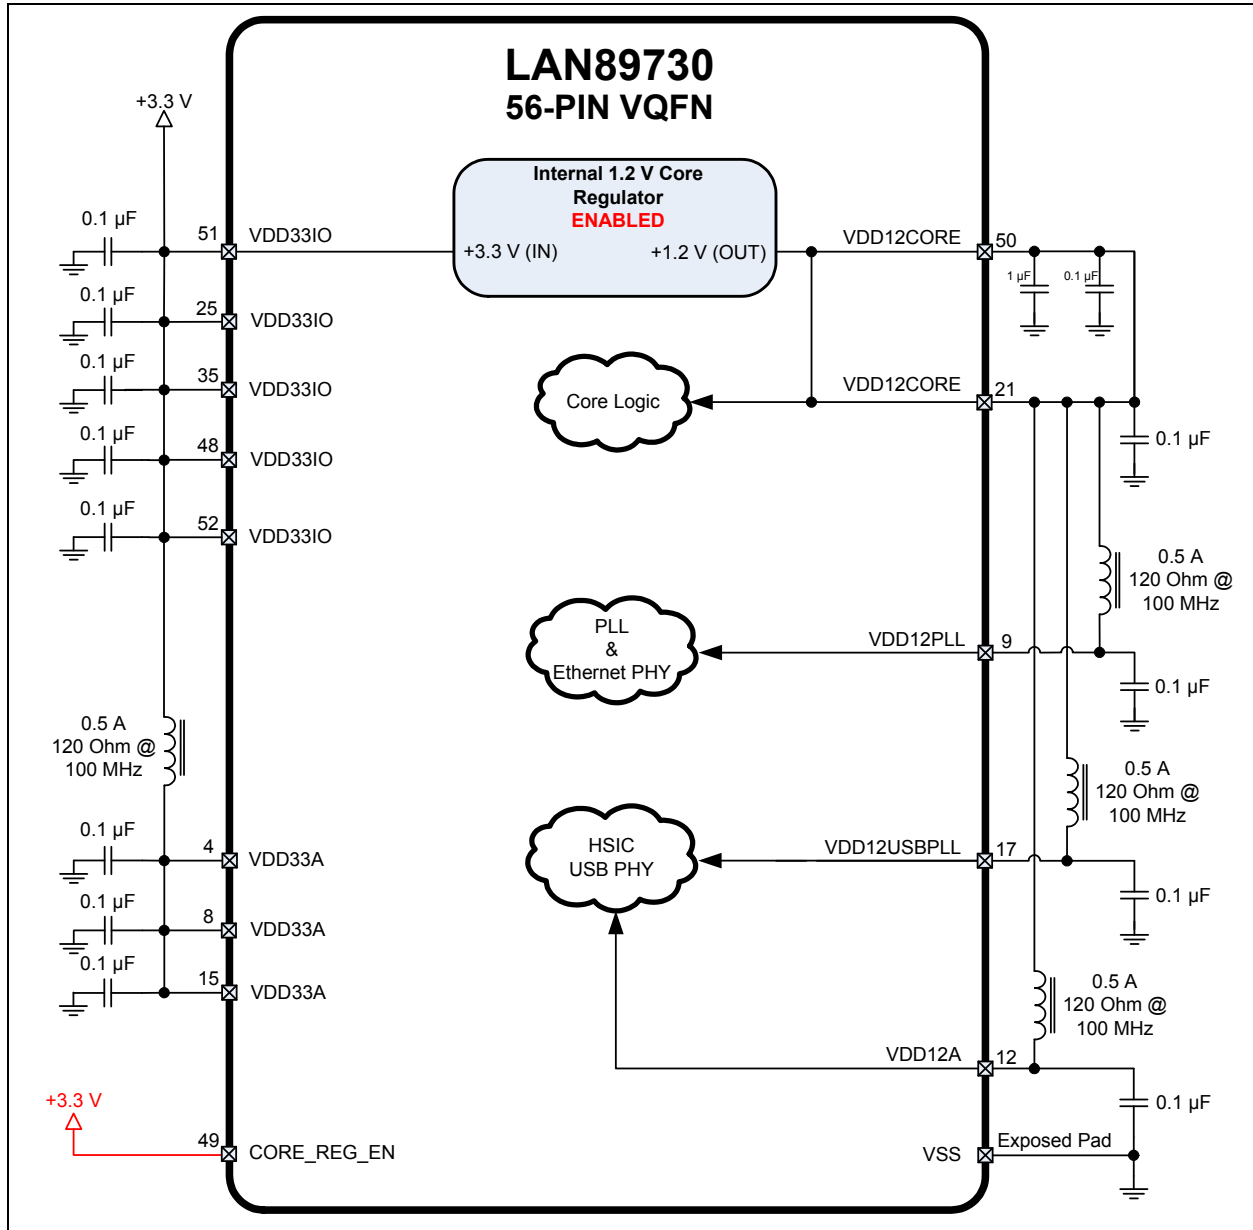 LAN89730
56-PIN VQFN
+3.3 V
Internal 1.2 V Core
Regulator
ENABLED
+3.3 V (IN)
+1.2 V (OUT)
0.1 µF
51
VDD33IO
VDD12CORE
50
1 µF
0.1 µF
0.1 µF
25
VDD33IO
0.1 µF
35
VDD33IO
Core Logic
VDD12CORE
21
0.1 µF
0.1 µF
48
VDD33IO
0.1 µF
52
VDD33IO
0.5 A
120 Ohm @
100 MHz
PLL
&
Ethernet PHY
VDD12PLL
9
0.1 µF
0.5 A
120 Ohm @
100 MHz
0.5 A
120 Ohm @
100 MHz
0.1 µF
4
VDD33A
HSIC
USB PHY
VDD12USBPLL
17
0.1 µF
0.1 µF
8
VDD33A
0.1 µF
15
VDD33A
0.5 A
120 Ohm @
100 MHz
VDD12A
12
0.1 µF
+3.3 V
49
CORE_REG_EN
VSS
Exposed Pad